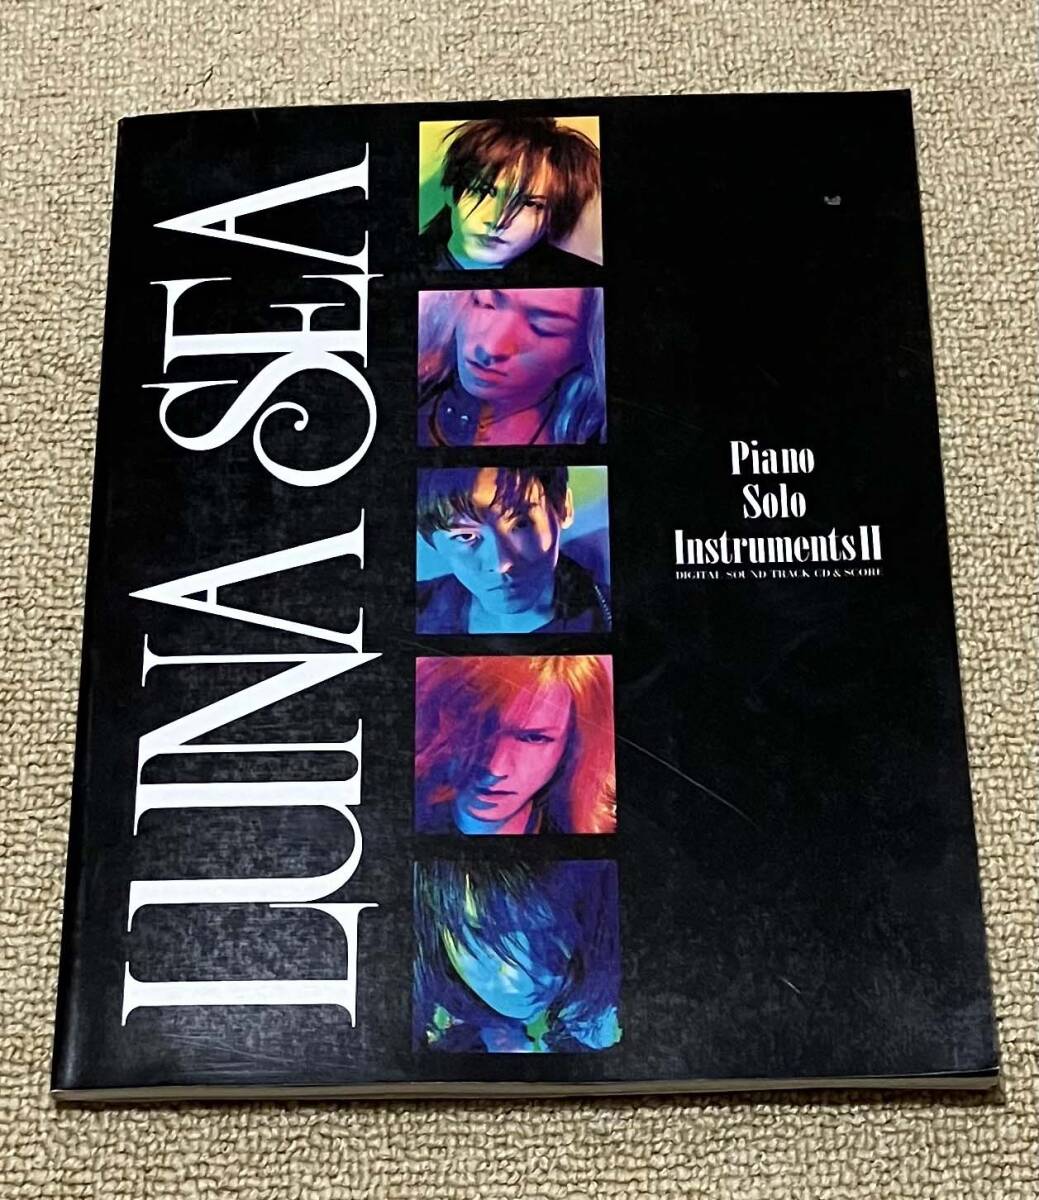 LUNA SEA
Piano
Solo
Instruments II
DIGITAL SOUND TRACK CD & SCORE